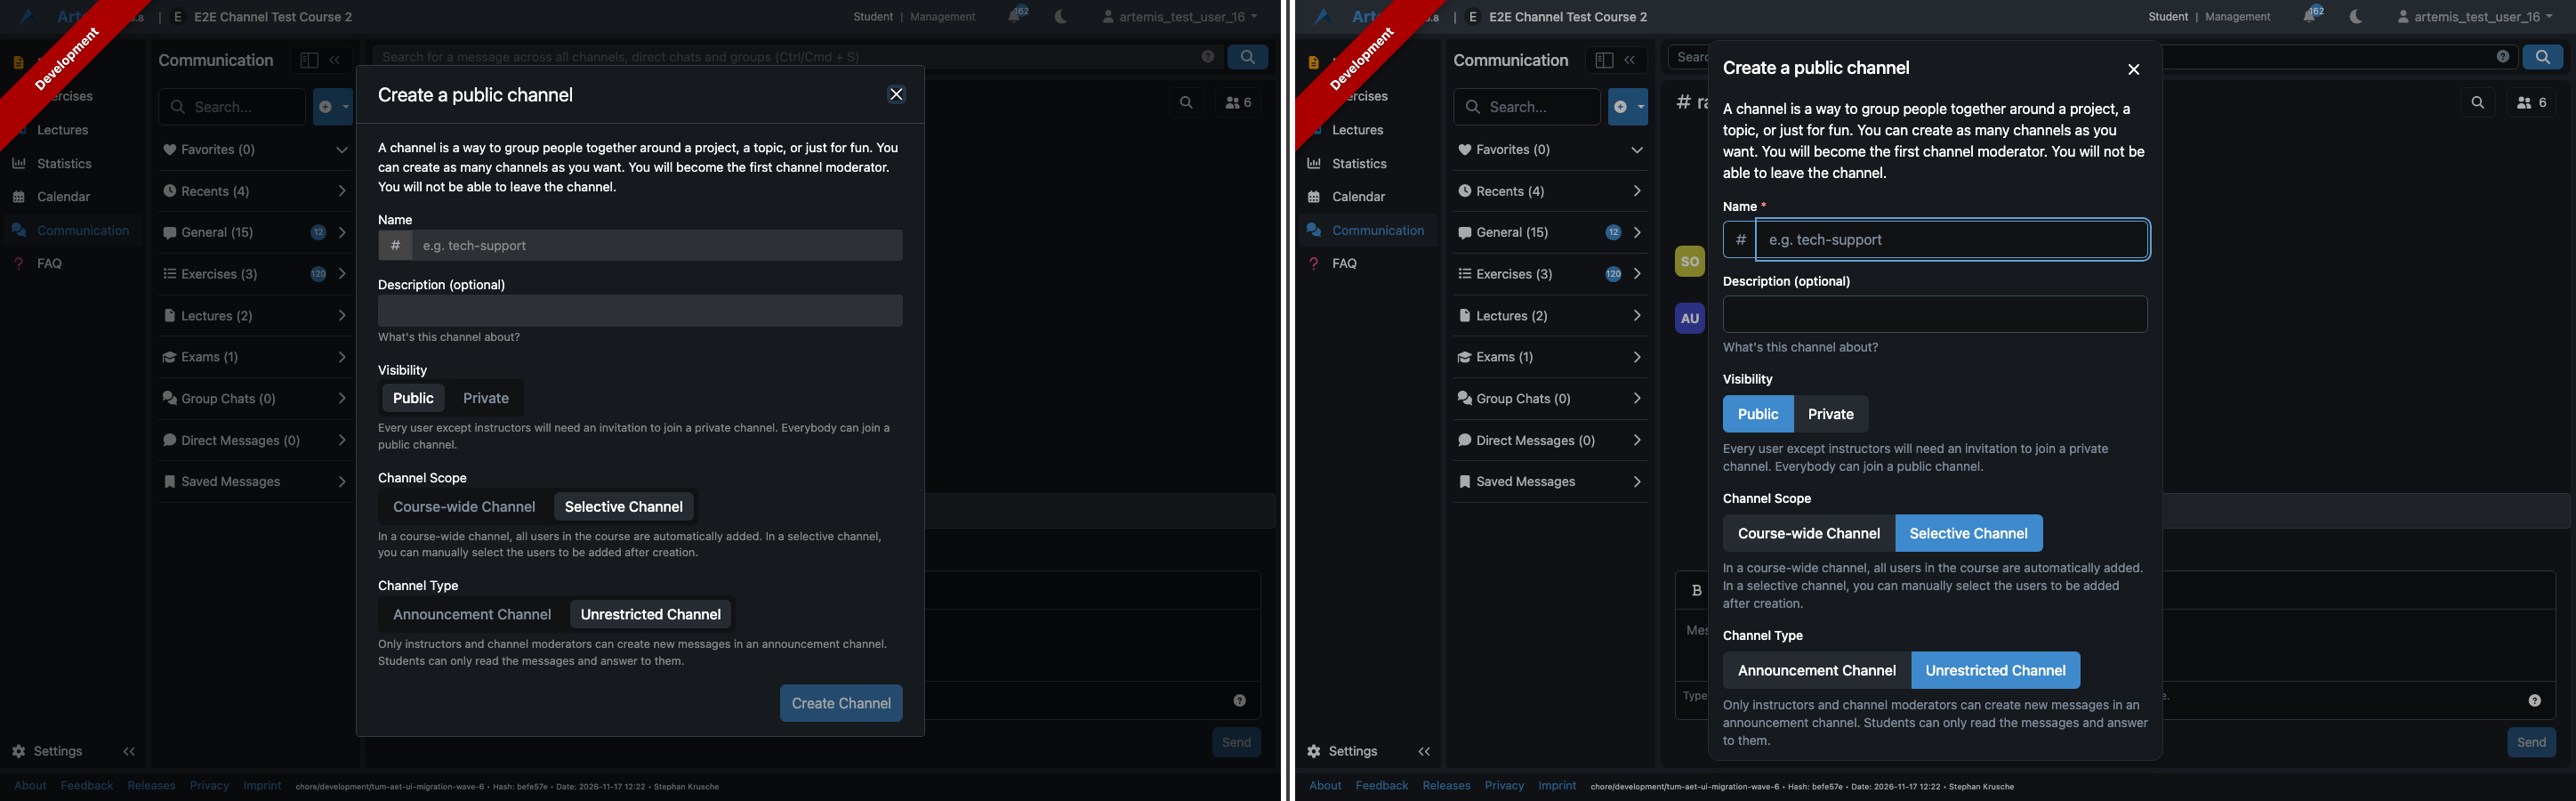 Development
Art
.8
E
E2E Channel Test Course 2
Student | Management
162
artemis_test_user_16
ercises
Lectures
Statistics
Calendar
Communication
FAQ
Settings
Communication
Search...
Favorites (0)
Recents (4)
General (15)
12
Exercises (3)
120
Lectures (2)
Exams (1)
Group Chats (0)
Direct Messages (0)
Saved Messages
Search for a message across all channels, direct chats and groups (Ctrl/Cmd + S)
6
Create a public channel
A channel is a way to group people together around a project, a topic, or just for fun. You
can create as many channels as you want. You will become the first channel moderator.
You will not be able to leave the channel.
Name
# e.g. tech-support
Description (optional)
What's this channel about?
Visibility
Public Private
Every user except instructors will need an invitation to join a private channel. Everybody can join a
public channel.
Channel Scope
Course-wide Channel Selective Channel
In a course-wide channel, all users in the course are automatically added. In a selective channel,
you can manually select the users to be added after creation.
Channel Type
Announcement Channel Unrestricted Channel
Only instructors and channel moderators can create new messages in an announcement channel.
Students can only read the messages and answer to them.
Create Channel
Send
About Feedback Releases Privacy Imprint chore/development/tum-aet-ui-migration-wave-6 • Hash: befe57e • Date: 2026-11-17 12:22 • Stephan Krusche
Development
Art
.8
E
E2E Channel Test Course 2
Student | Management
162
artemis_test_user_16
ercises
Lectures
Statistics
Calendar
Communication
FAQ
Settings
Communication
Search...
Favorites (0)
Recents (4)
General (15)
12
Exercises (3)
120
Lectures (2)
Exams (1)
Group Chats (0)
Direct Messages (0)
Saved Messages
Searc
# ra
6
SO
AU
B
Mes
Type
e.
Create a public channel
A channel is a way to group people together around a project, a
topic, or just for fun. You can create as many channels as you
want. You will become the first channel moderator. You will not be
able to leave the channel.
Name *
# e.g. tech-support
Description (optional)
What's this channel about?
Visibility
Public Private
Every user except instructors will need an invitation to join a private
channel. Everybody can join a public channel.
Channel Scope
Course-wide Channel Selective Channel
In a course-wide channel, all users in the course are automatically added.
In a selective channel, you can manually select the users to be added
after creation.
Channel Type
Announcement Channel Unrestricted Channel
Only instructors and channel moderators can create new messages in an
announcement channel. Students can only read the messages and answer
to them.
Send
About Feedback Releases Privacy Imprint chore/development/tum-aet-ui-migration-wave-6 • Hash: befe57e • Date: 2026-11-17 12:22 • Stephan Krusche